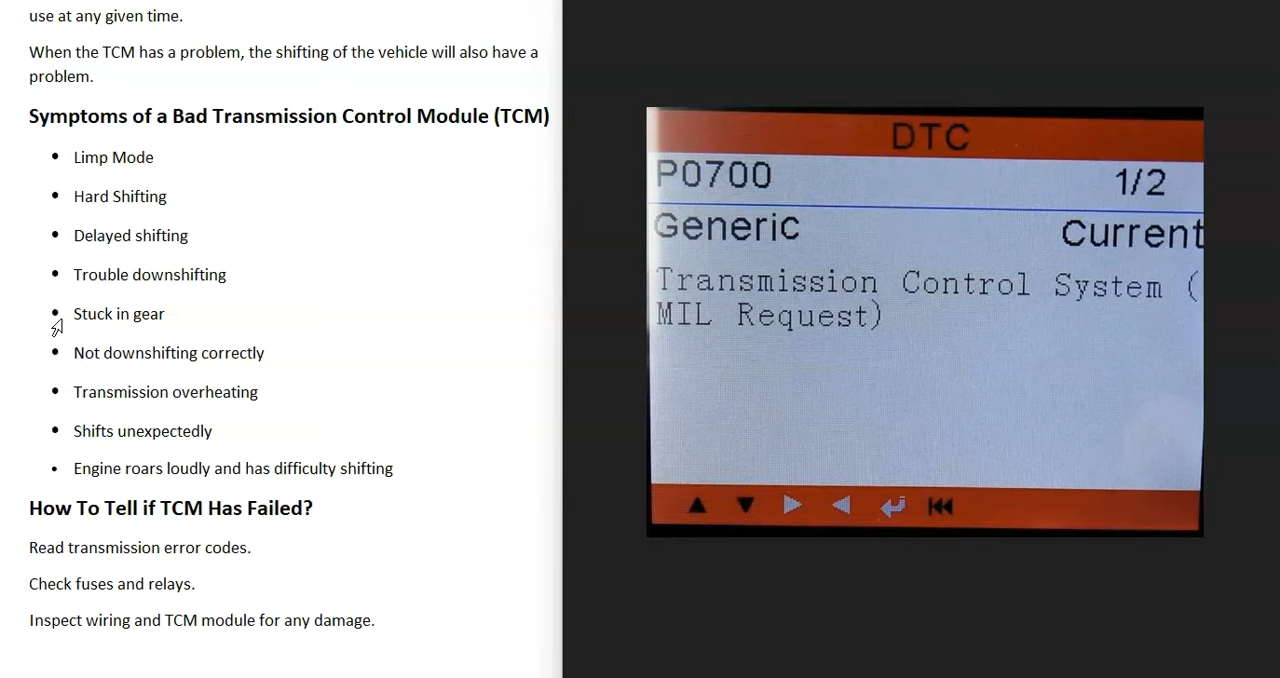 use at any given time.
When the TCM has a problem, the shifting of the vehicle will also have a
problem.
Symptoms of a Bad Transmission Control Module (TCM)
• Limp Mode
• Hard Shifting
• Delayed shifting
• Trouble downshifting
• Stuck in gear
• Not downshifting correctly
• Transmission overheating
• Shifts unexpectedly
• Engine roars loudly and has difficulty shifting
How To Tell if TCM Has Failed?
Read transmission error codes.
Check fuses and relays.
Inspect wiring and TCM module for any damage.
DTC
P0700 1/2
Generic Current
Transmission Control System (
MIL Request)